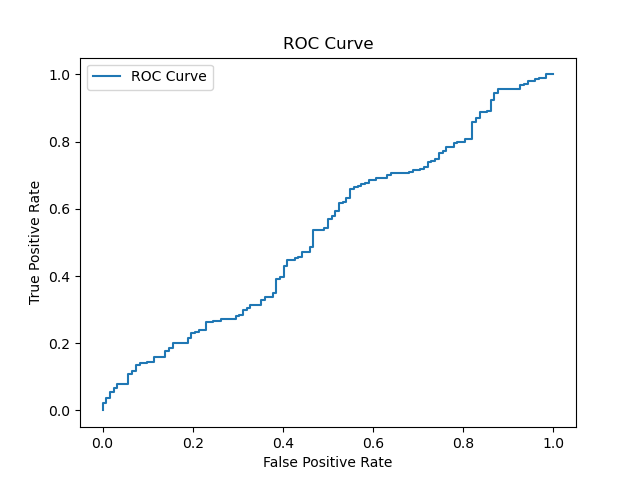 ROC Curve
ROC Curve
1.0
0.8
0.6
0.4
0.2
0.0
True Positive Rate
0.0 0.2 0.4 0.6 0.8 1.0
False Positive Rate